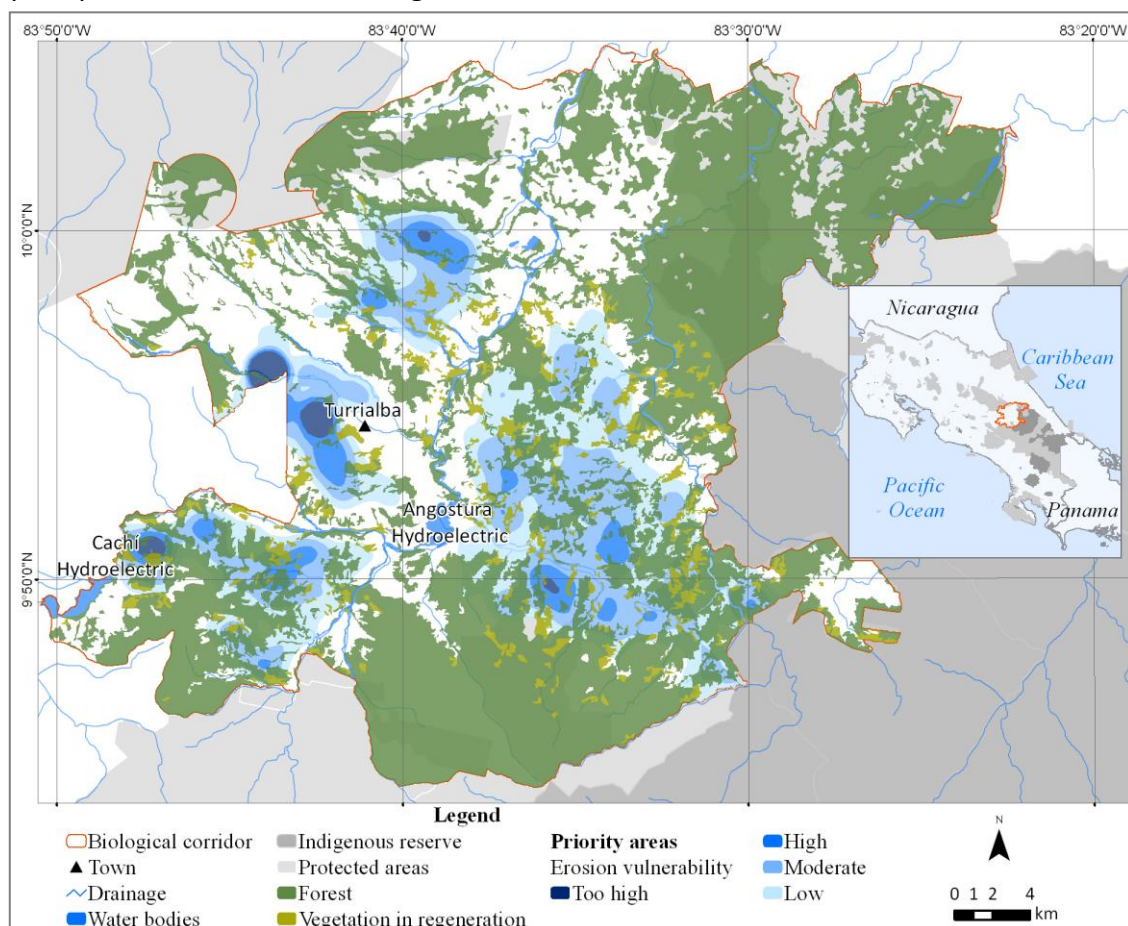 83°50'0"W
83°40'0"W
83°30'0"W
83°20'0"W
10°0'0"N
9°50'0"N
Nicaragua
Caribbean
Sea
Pacific
Ocean
Panama
Turrialba
Angostura
Hydroelectric
Cachí
Hydroelectric
Legend
Biological corridor
Town
Drainage
Water bodies
Indigenous reserve
Protected areas
Forest
Vegetation in regeneration
Priority areas
Erosion vulnerability
Too high
High
Moderate
Low
N
0 1 2 4
km